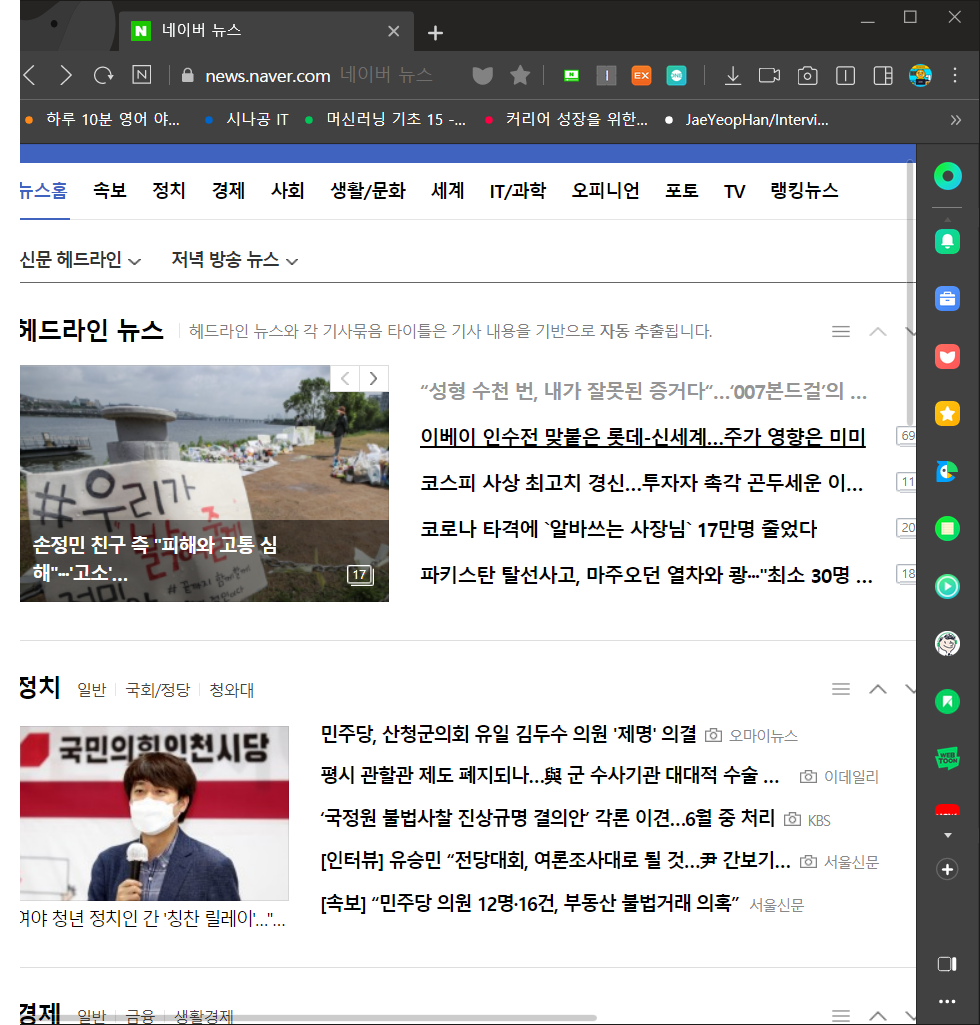 네이버 뉴스
news.naver.com 네이버 뉴스
하루 10분 영어 야... 시나공 IT 머신러닝 기초 15 -... 커리어 성장을 위한... JaeYeopHan/Intervi...
뉴스홈 속보 정치 경제 사회 생활/문화 세계 IT/과학 오피니언 포토 TV 랭킹뉴스
신문 헤드라인 저녁 방송 뉴스
헤드라인 뉴스 헤드라인 뉴스와 각 기사묶음 타이틀은 기사 내용을 기반으로 자동 추출됩니다.
#우리가
손정민 친구 측 "피해와 고통 심
해"…'고소'...
17
“성형 수천 번, 내가 잘못된 증거다“…‘007본드걸’의 ...
이베이 인수전 맞붙은 롯데-신세계…주가 영향은 미미
69
코스피 사상 최고치 경신…투자자 촉각 곤두세운 이...
11
코로나 타격에 `알바쓰는 사장님` 17만명 줄었다
20
파키스탄 탈선사고, 마주오던 열차와 쾅…"최소 30명 ...
18
정치 일반 국회/정당 청와대
국민의힘인천시당
여야 청년 정치인 간 '칭찬 릴레이'…"...
민주당, 산청군의회 유일 김두수 의원 '제명' 의결 오마이뉴스
평시 관할관 제도 폐지되나…與 군 수사기관 대대적 수술 ... 이데일리
‘국정원 불법사찰 진상규명 결의안’ 각론 이견…6월 중 처리 KBS
[인터뷰] 유승민 “전당대회, 여론조사대로 될 것…尹 간보기... 서울신문
[속보] “민주당 의원 12명·16건, 부동산 불법거래 의혹” 서울신문
경제 일반 금융 생활경제
WEB
TOON